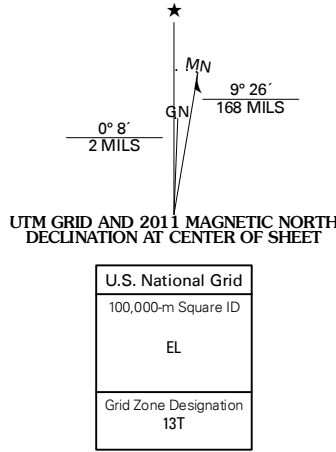 ★
MN
GN
9° 26´
168 MILS
0° 8´
2 MILS
UTM GRID AND 2011 MAGNETIC NORTH
DECLINATION AT CENTER OF SHEET
U.S. National Grid
100,000-m Square ID
EL
Grid Zone Designation
13T